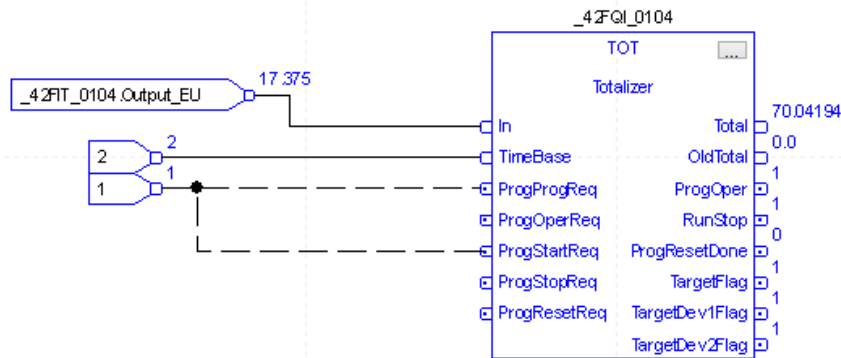 _42FQI_0104
TOT
...
Totalizer
_42FIT_0104.Output_EU
17.375
In
Total
70.04194
2
2
TimeBase
OldTotal
0.0
1
1
ProgProgReq
ProgOper
1
ProgOperReq
RunStop
1
ProgStartReq
ProgResetDone
0
ProgStopReq
TargetFlag
1
ProgResetReq
TargetDev1Flag
1
TargetDev2Flag
1